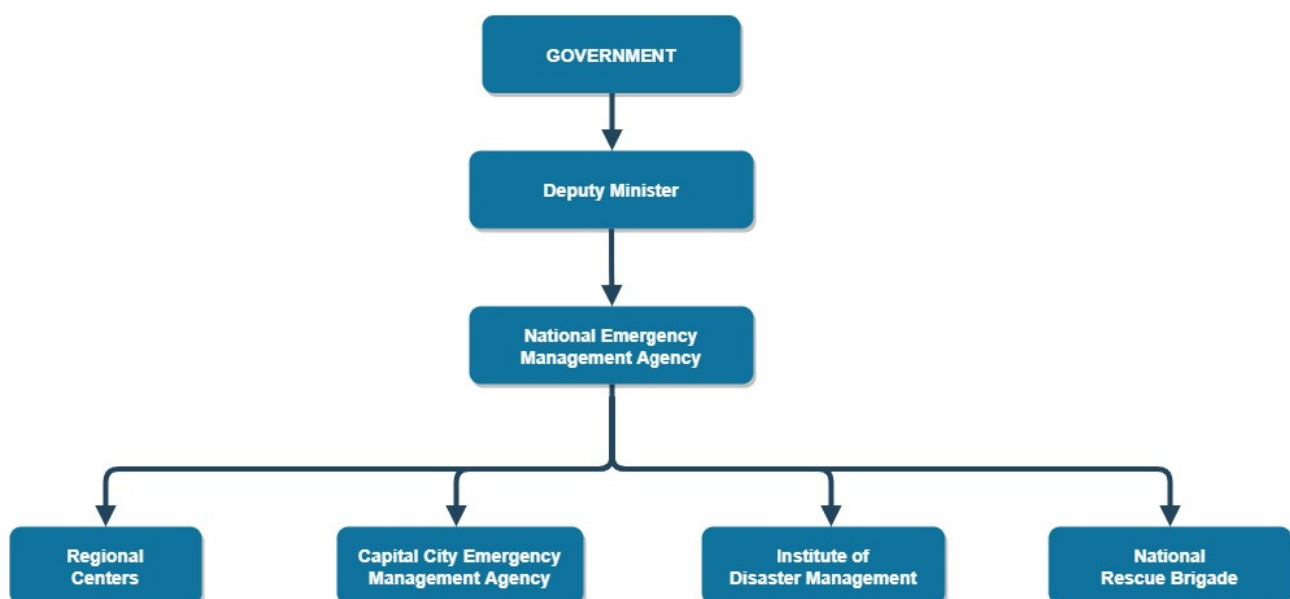 GOVERNMENT
Deputy Minister
National Emergency
Management Agency
Regional
Centers
Capital City Emergency
Management Agency
Institute of
Disaster Management
National
Rescue Brigade